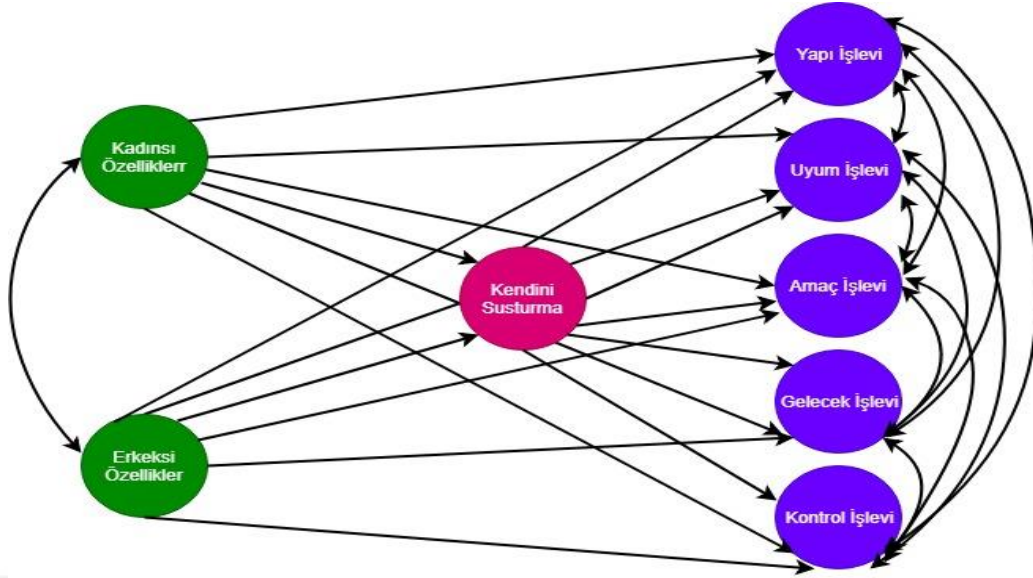 Yapı İşlevi
Kadınsı
Özelliklerr
Uyum İşlevi
Kendini
Susturma
Amaç İşlevi
Gelecek İşlevi
Erkeksi
Özellikler
Kontrol İşlevi